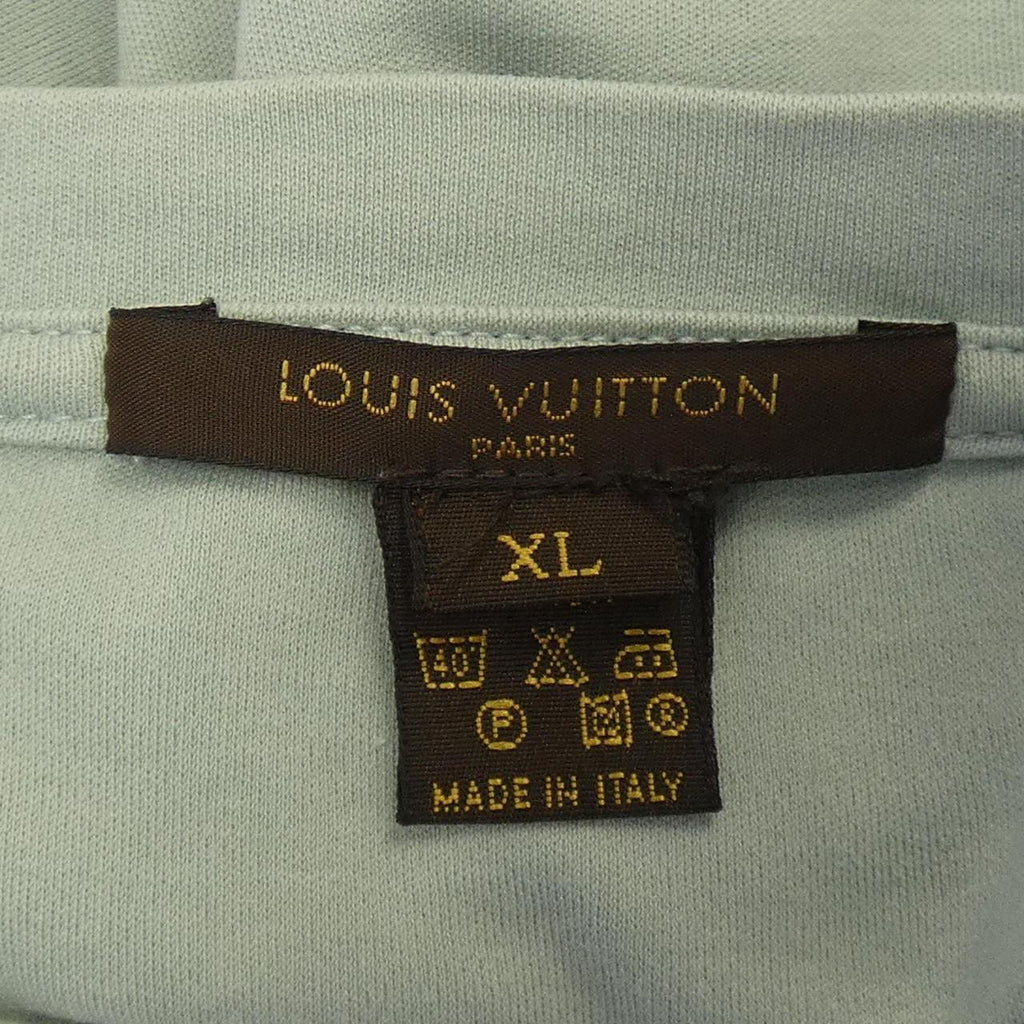 LOUIS VUITTON
PARIS
XL
40°
P ®
MADE IN ITALY